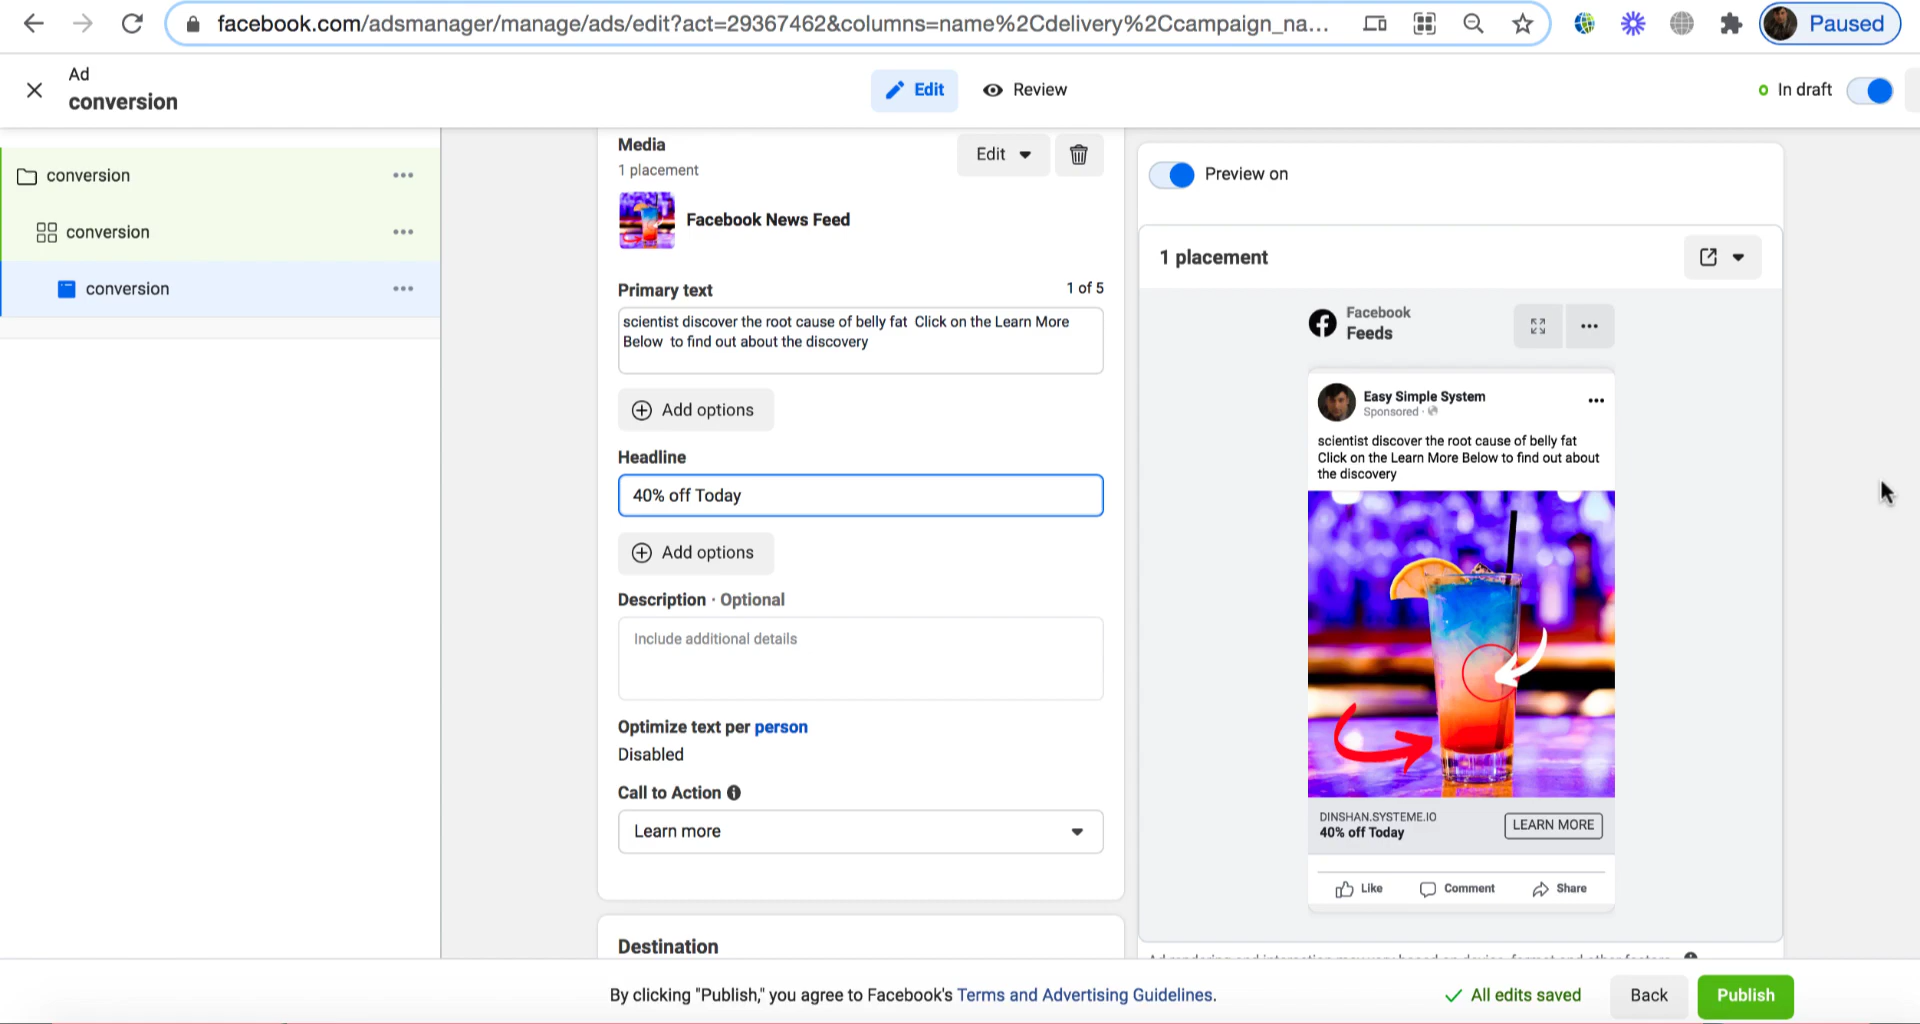 facebook.com/adsmanager/manage/ads/edit?act=29367462&columns=name%2Cdelivery%2Ccampaign_na...
Paused
Ad
conversion
Edit
Review
In draft
conversion
conversion
conversion
Media
1 placement
Edit
Facebook News Feed
Primary text
1 of 5
scientist discover the root cause of belly fat  Click on the Learn More
Below  to find out about the discovery
Add options
Headline
40% off Today
Add options
Description · Optional
Include additional details
Optimize text per person
Disabled
Call to Action
Learn more
Destination
Preview on
1 placement
Facebook
Feeds
Easy Simple System
Sponsored ·
scientist discover the root cause of belly fat
Click on the Learn More Below to find out about
the discovery
DINSHAN.SYSTEME.IO
40% off Today
LEARN MORE
Like
Comment
Share
By clicking "Publish," you agree to Facebook's Terms and Advertising Guidelines.
All edits saved
Back
Publish